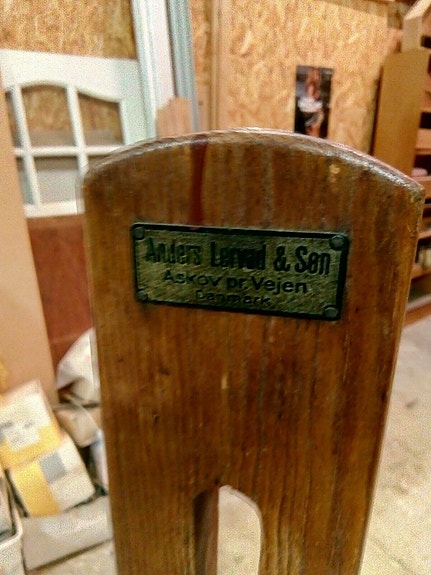 Anders Lervad & Søn
Askov pr. Vejen
Danmark